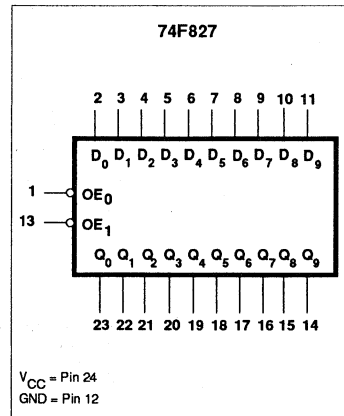 74F827
2 3 4 5 6 7 8 9 10 11
D0 D1 D2 D3 D4 D5 D6 D7 D8 D9
1 OE0
13 OE1
Q0 Q1 Q2 Q3 Q4 Q5 Q6 Q7 Q8 Q9
23 22 21 20 19 18 17 16 15 14
VCC = Pin 24
GND = Pin 12